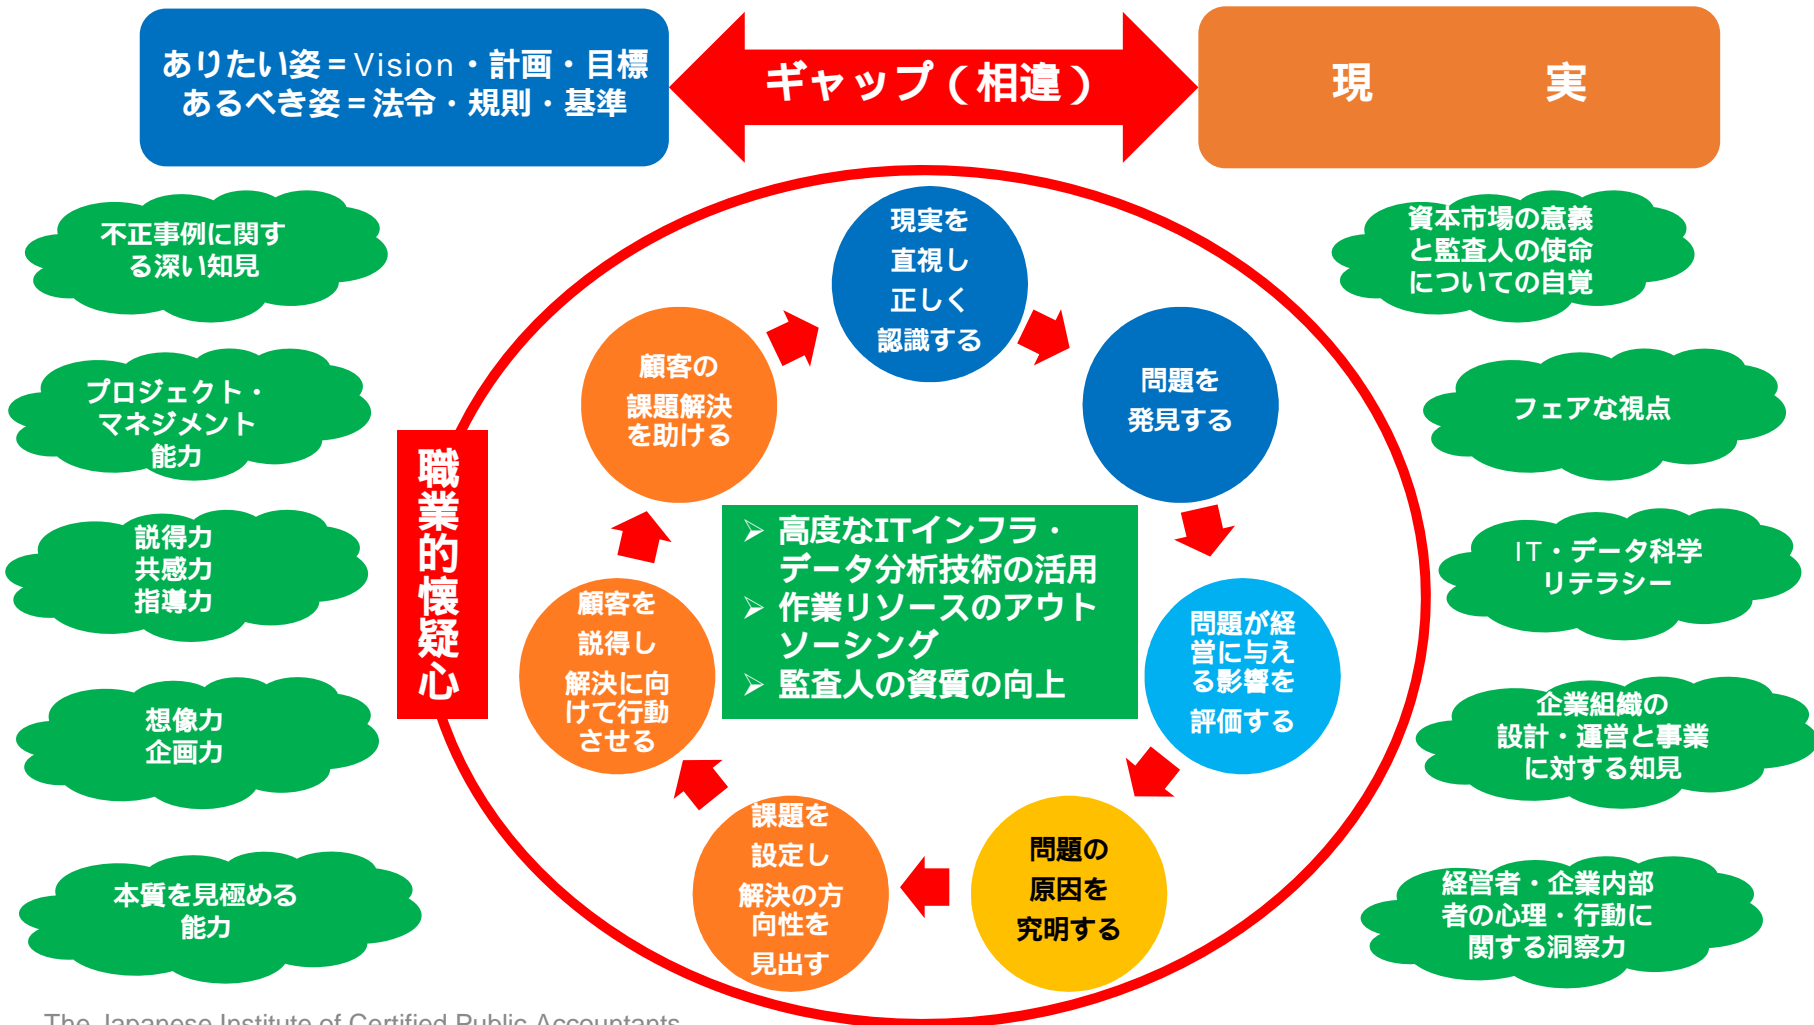 ありたい姿=Vision・計画・目標
あるべき姿=法令・規則・基準
ギャップ(相違)
現 実
不正事例に関す
る深い知見
プロジェクト・
マネジメント
能力
説得力
共感力
指導力
想像力
企画力
本質を見極める
能力
職業的懐疑心
現実を
直視し
正しく
認識する
問題を
発見する
問題が経
営に与え
る影響を
評価する
問題の
原因を
究明する
課題を
設定し
解決の方
向性を
見出す
顧客を
説得し
解決に向
けて行動
させる
顧客の
課題解決
を助ける
➢ 高度なITインフラ・
データ分析技術の活用
➢ 作業リソースのアウト
ソーシング
➢ 監査人の資質の向上
資本市場の意義
と監査人の使命
についての自覚
フェアな視点
IT・データ科学
リテラシー
企業組織の
設計・運営と事業
に対する知見
経営者・企業内部
者の心理・行動に
関する洞察力
The Japanese Institute of Certified Public Accountants